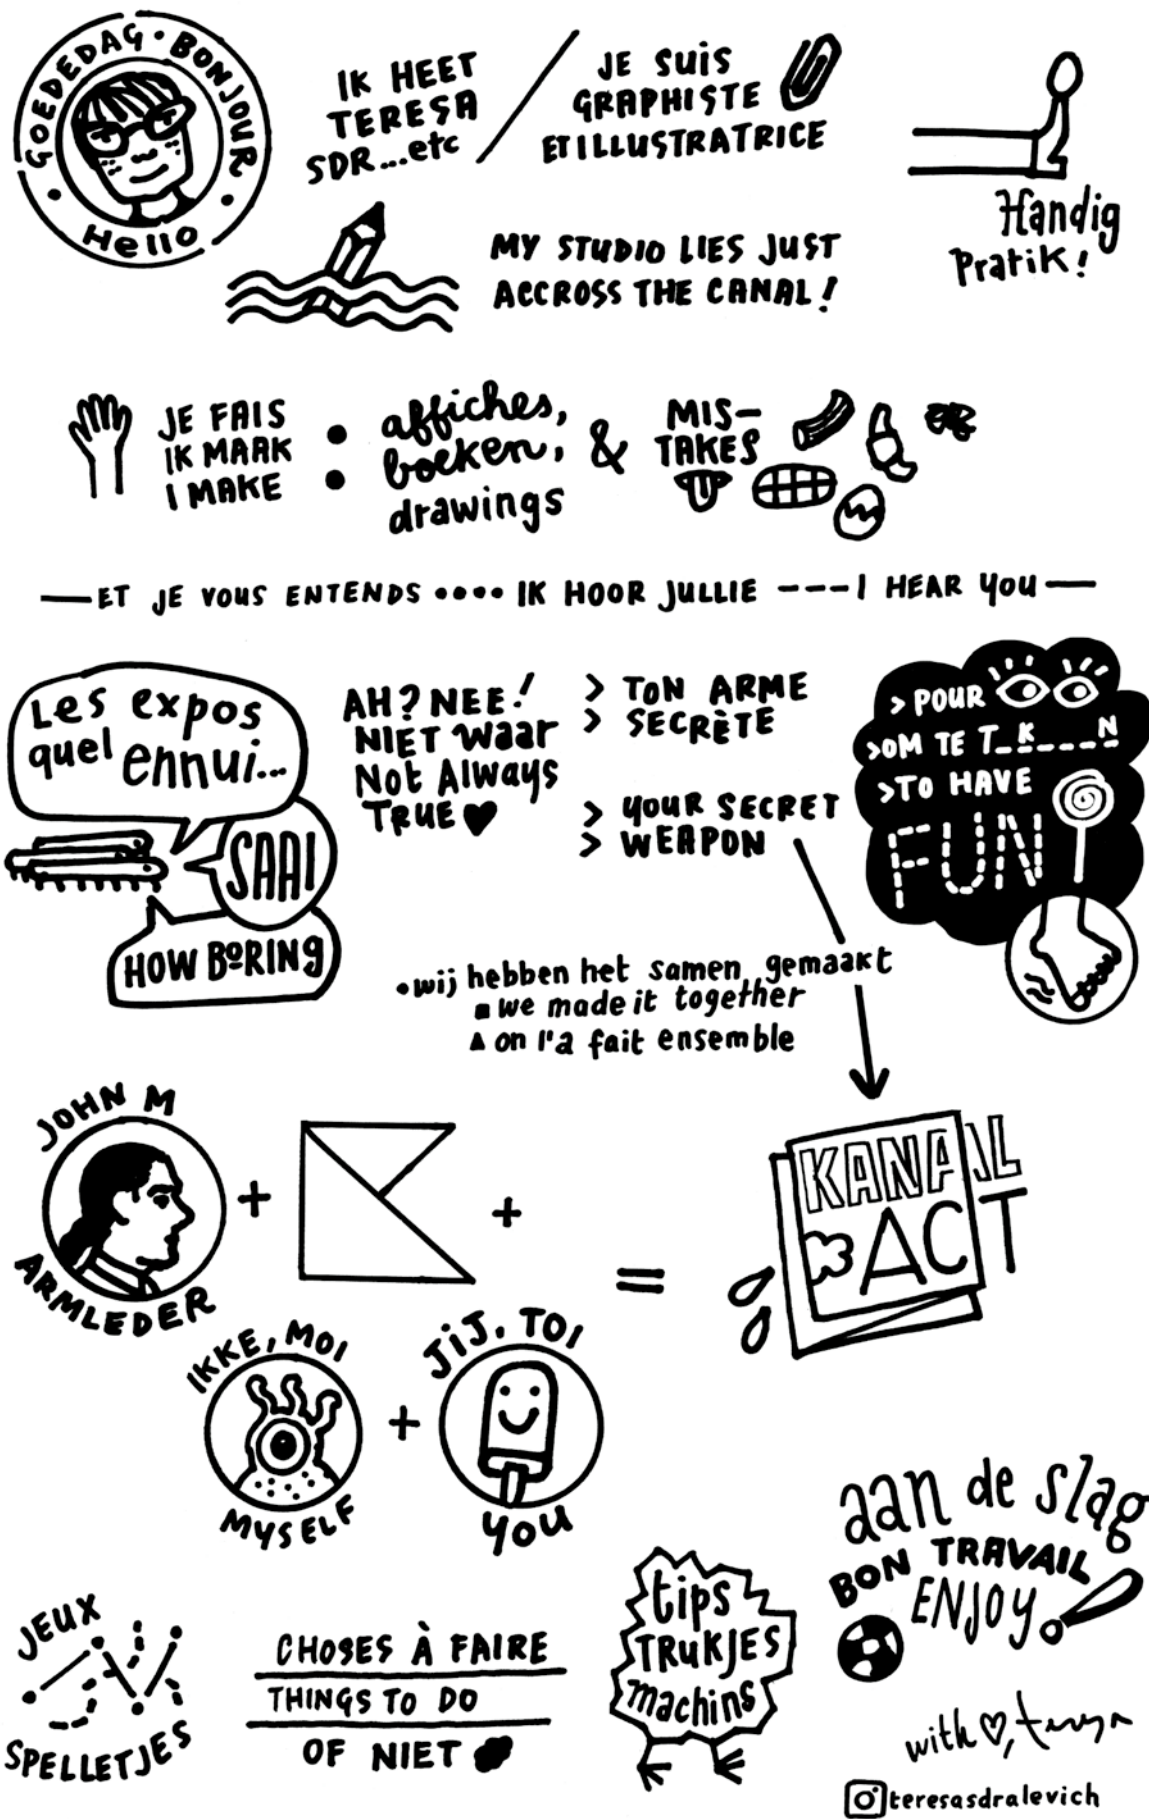 GOEDEDAG • BONJOUR •
Hello
IK HEET
TERESA
SDR...etc
JE SUIS
GRAPHISTE
ET ILLUSTRATRICE
Handig
Pratik!
MY STUDIO LIES JUST
ACCROSS THE CANAL!
JE FAIS
IK MAAK
I MAKE
affiches,
boeken,
drawings
&
MIS-
TAKES
ET JE VOUS ENTENDS •••• IK HOOR JULLIE ---I HEAR YOU
Les expos
quel ennui...
SAAI
HOW BORING
AH? NEE!
NIET waar
Not Always
TRUE
> TON ARME
> SECRÈTE
> YOUR SECRET
> WEAPON
> POUR
>OM TE T_K____N
>TO HAVE
FUN
• wij hebben het samen gemaakt
▪ we made it together
▲ on l'a fait ensemble
JOHN M
ARMLEDER
+
+
=
KANAL
ACT
IKKE, MOI
MYSELF
+
JIJ, TOI
YOU
aan de slag
BON TRAVAIL
ENJOY!
JEUX
SPELLETJES
CHOSES À FAIRE
THINGS TO DO
OF NIET
tips
TRUKJES
machins
with ♡, teresa
teresasdralevich